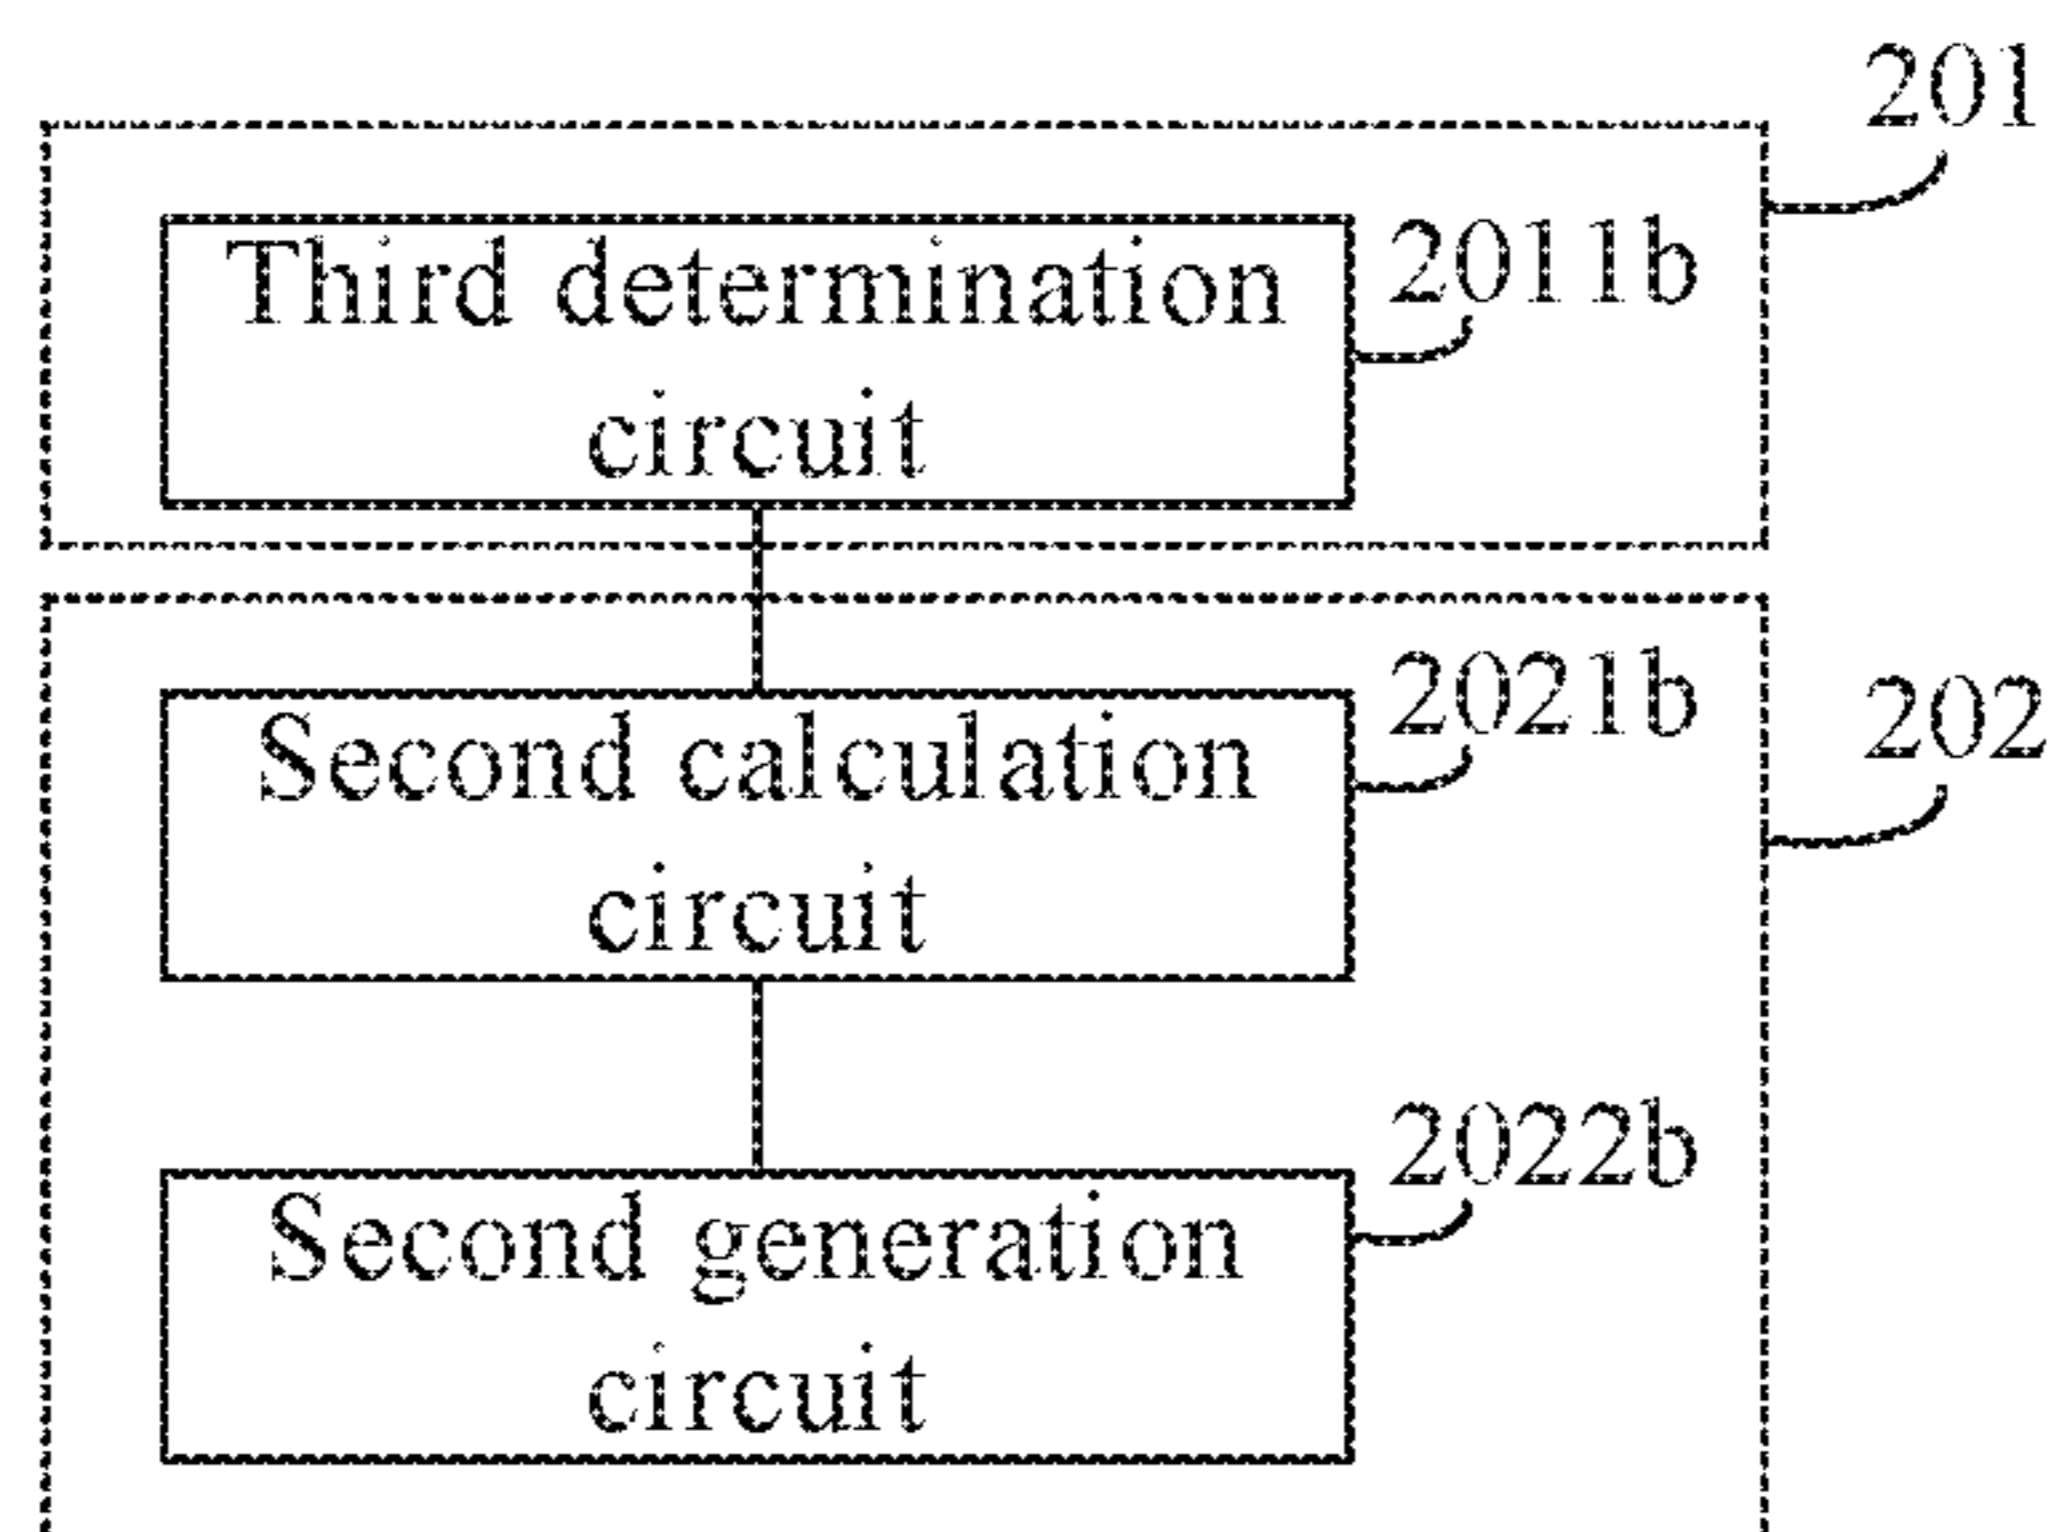 201
Third determination
circuit
2011b
Second calculation
circuit
2021b
202
Second generation
circuit
2022b